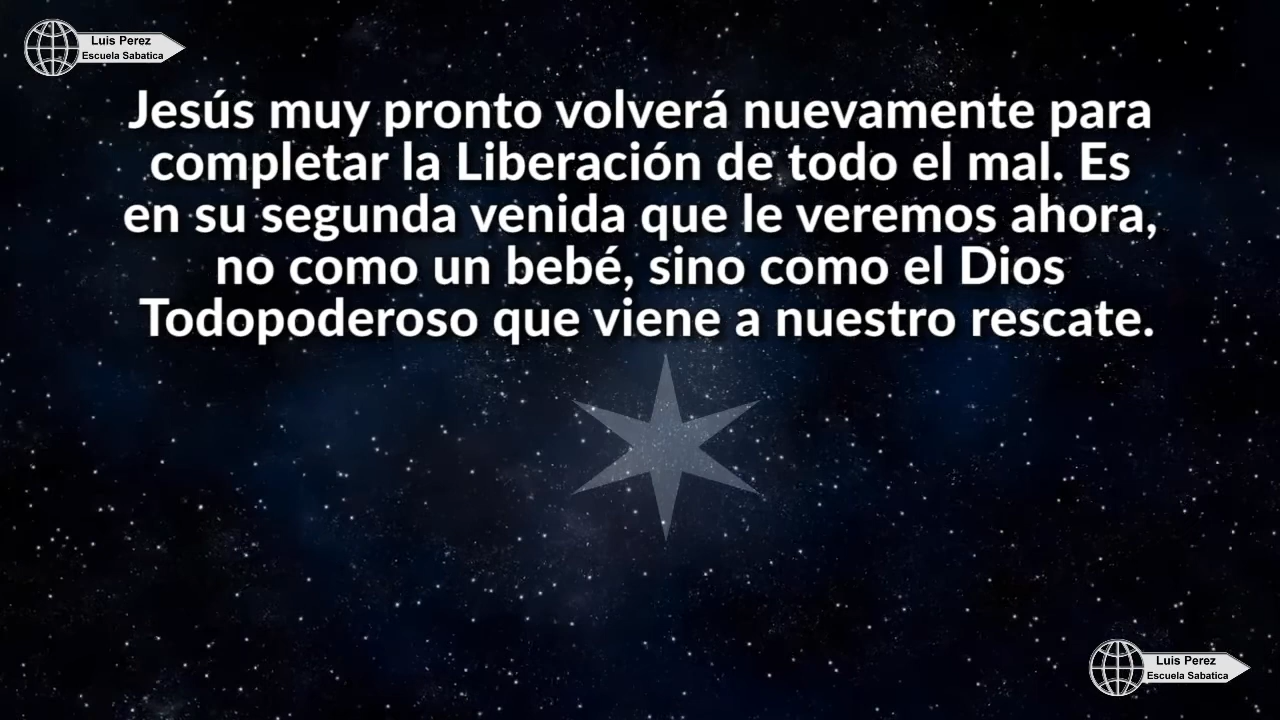 Luis Perez
Escuela Sabatica
Jesús muy pronto volverá nuevamente para
completar la Liberación de todo el mal. Es
en su segunda venida que le veremos ahora,
no como un bebé, sino como el Dios
Todopoderoso que viene a nuestro rescate.
Luis Perez
Escuela Sabatica